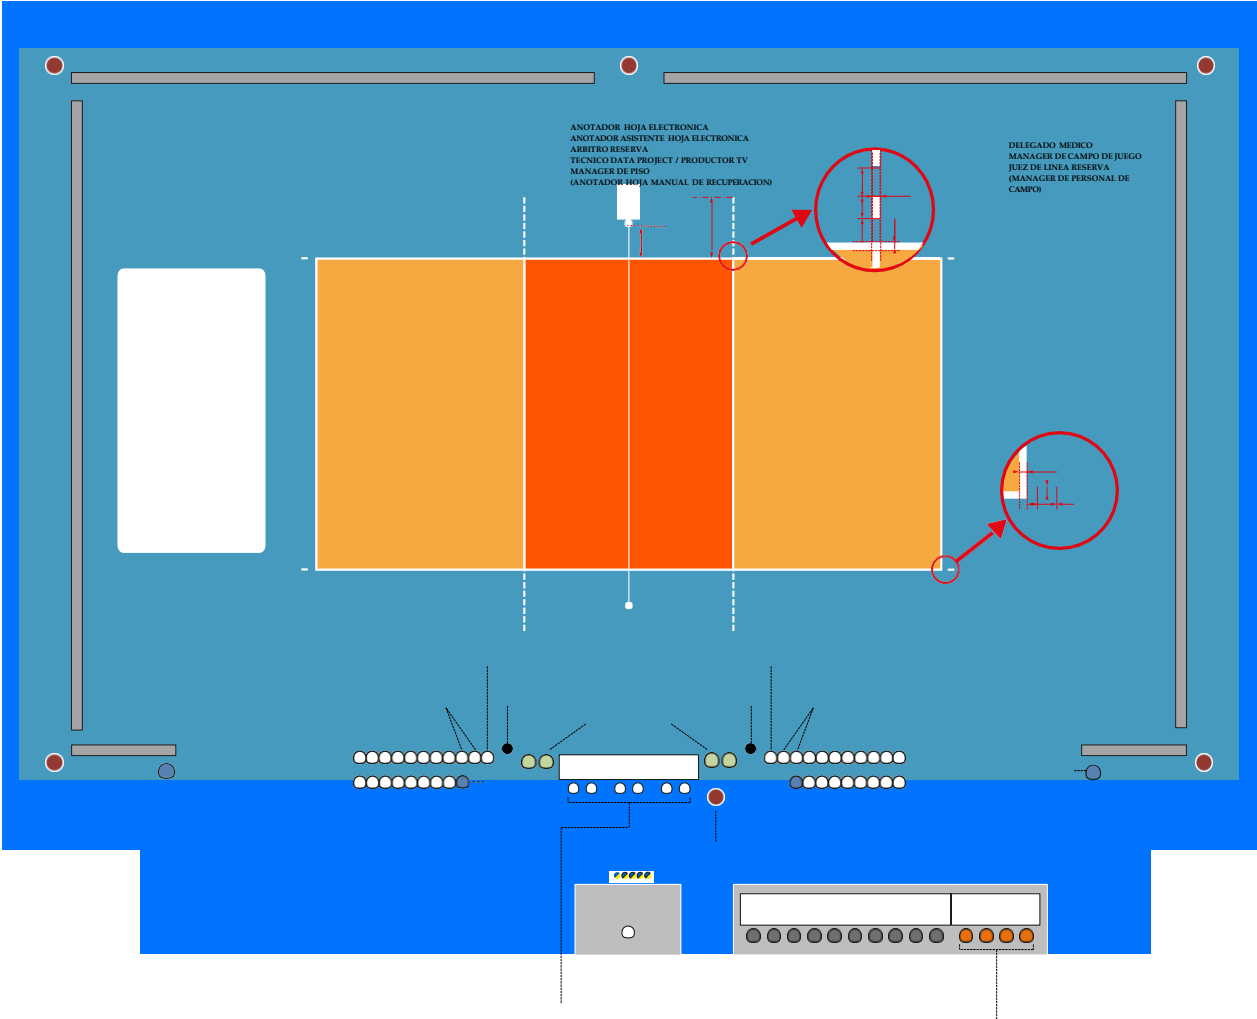 ANOTADOR HOJA ELECTRONICA
ANOTADOR ASISTENTE HOJA ELECTRONICA
ARBITRO RESERVA
TECNICO DATA PROJECT / PRODUCTOR TV
MANAGER DE PISO
(ANOTADOR HOJA MANUAL DE RECUPERACION)
DELEGADO MEDICO
MANAGER DE CAMPO DE JUEGO
JUEZ DE LINEA RESERVA
(MANAGER DE PERSONAL DE
CAMPO)